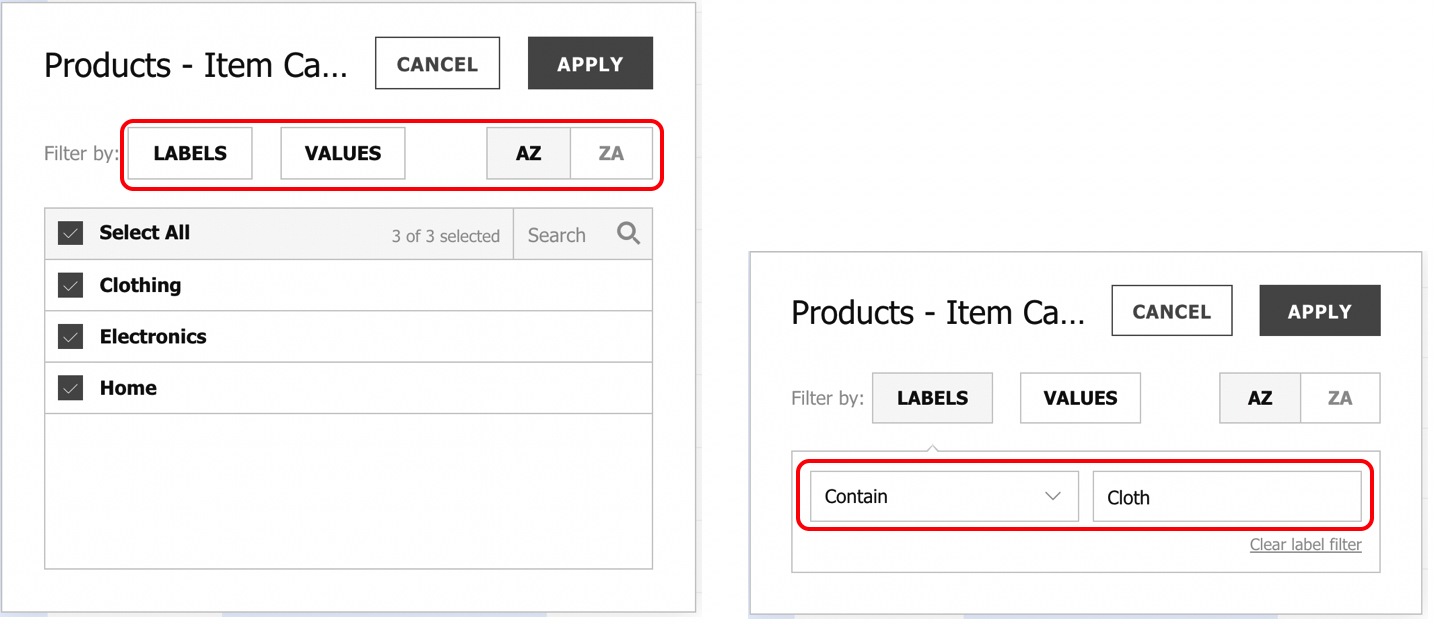 Products - Item Ca...
CANCEL
APPLY
Filter by:
LABELS
VALUES
AZ
ZA
Select All
3 of 3 selected
Search
Clothing
Electronics
Home
Products - Item Ca...
CANCEL
APPLY
Filter by:
LABELS
VALUES
AZ
ZA
Contain
Cloth
Clear label filter